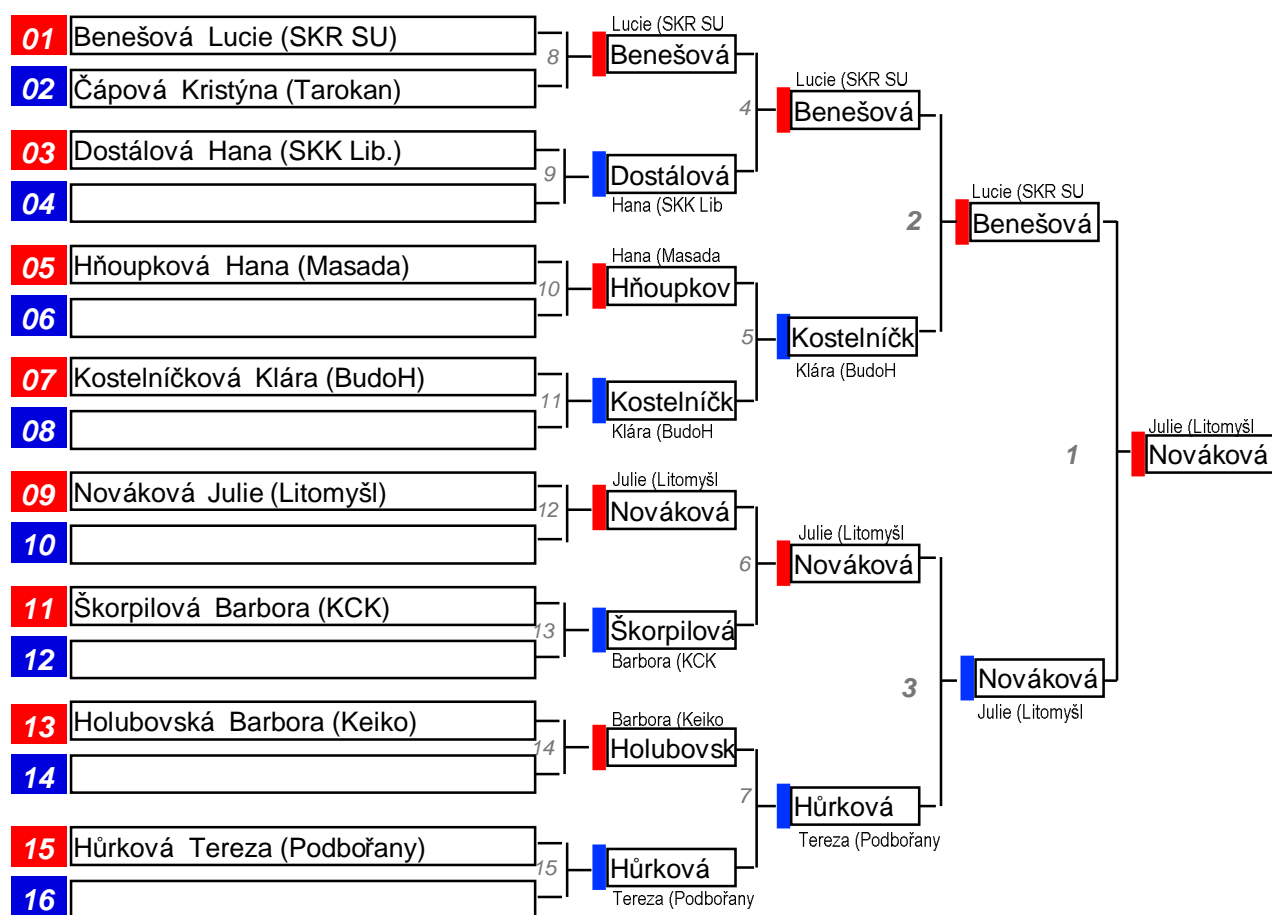 01 Benešová Lucie (SKR SU)
02 Čápová Kristýna (Tarokan)
03 Dostálová Hana (SKK Lib.)
04
05 Hňoupková Hana (Masada)
06
07 Kostelníčková Klára (BudoH)
08
09 Nováková Julie (Litomyšl)
10
11 Škorpilová Barbora (KCK)
12
13 Holubovská Barbora (Keiko)
14
15 Hůrková Tereza (Podbořany)
16
8
9
10
11
12
13
14
15
Lucie (SKR SU
Benešová
Dostálová
Hana (SKK Lib
Hana (Masada
Hňoupkov
Kostelníčk
Klára (BudoH
Julie (Litomyšl
Nováková
Škorpilová
Barbora (KCK
Barbora (Keiko
Holubovsk
Hůrková
Tereza (Podbořany
4
5
6
7
Lucie (SKR SU
Benešová
Kostelníčk
Klára (BudoH
Julie (Litomyšl
Nováková
Hůrková
Tereza (Podbořany
2
3
Lucie (SKR SU
Benešová
Nováková
Julie (Litomyšl
1
Julie (Litomyšl
Nováková